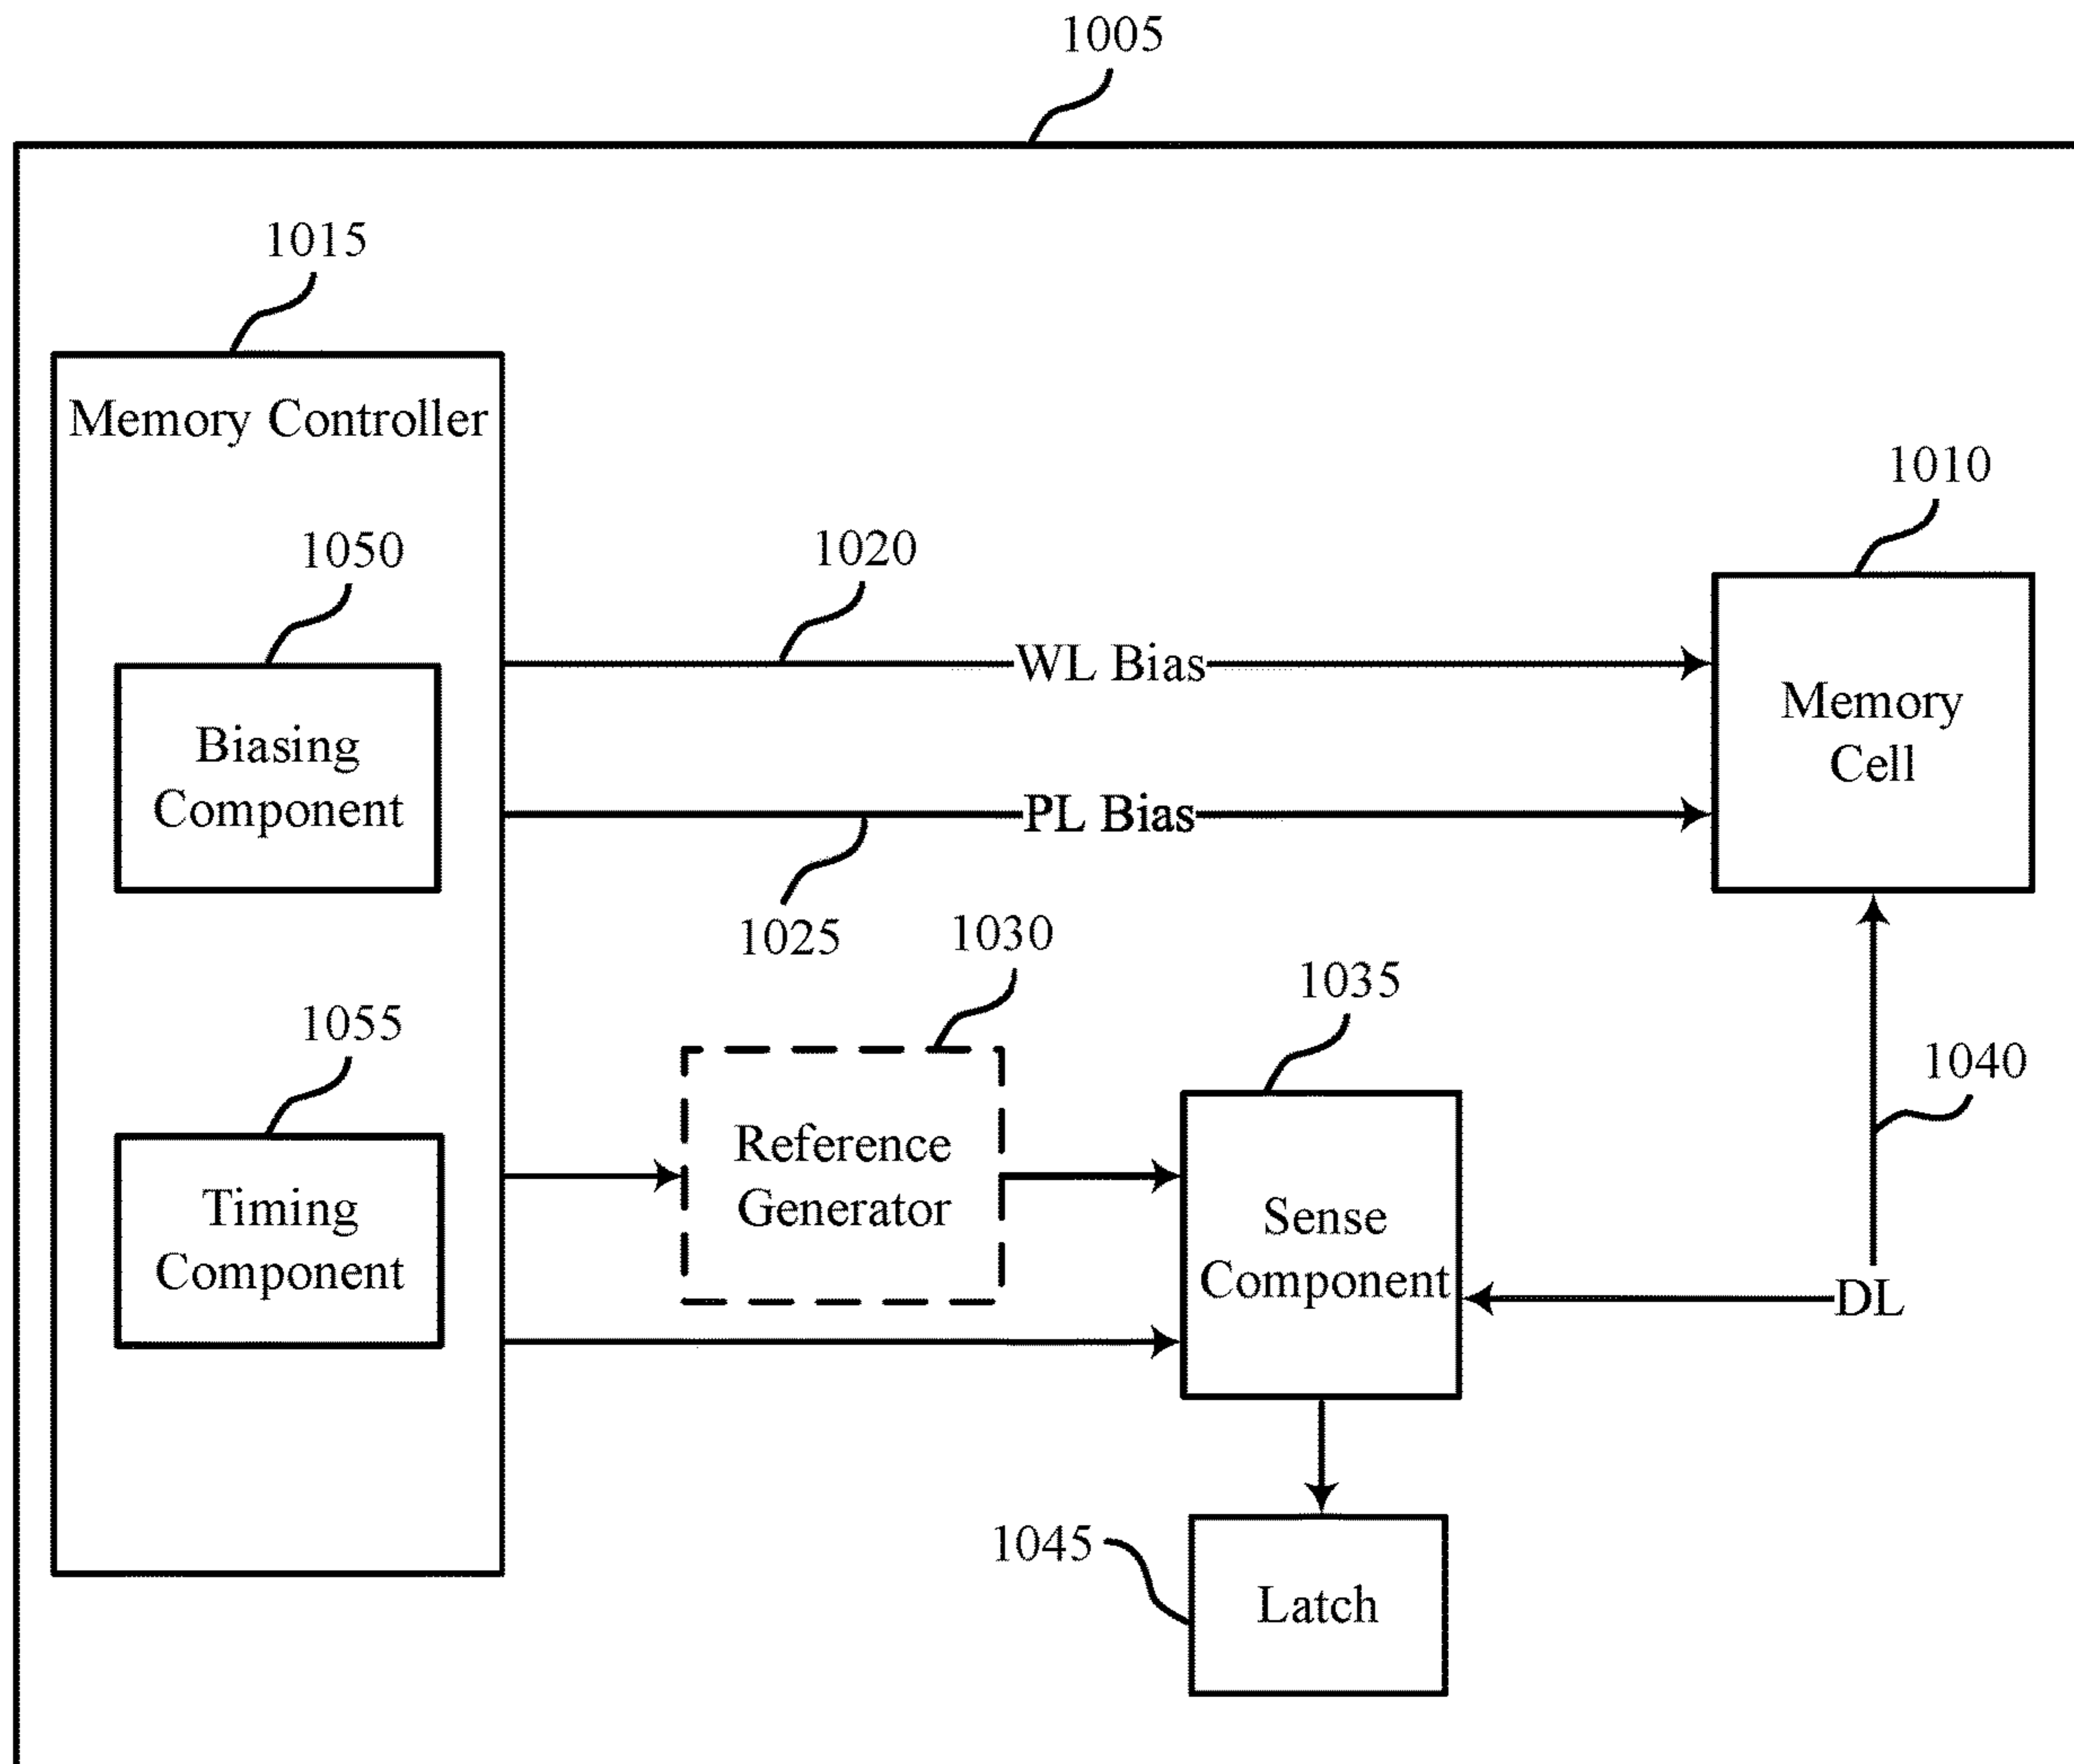 1005
1015
Memory Controller
1010
1050
1020
WL Bias
Memory
Cell
Biasing
Component
PL Bias
1025
1030
1035
1055
1040
Reference
Generator
Timing
Component
Sense
Component
DL
1045
Latch